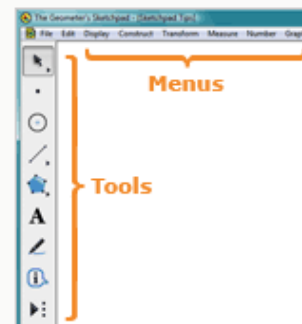 The Geometer's Sketchpad - [Sketchpad Tips]
File Edit Display Construct Transform Measure Number
Menus
Tools
A